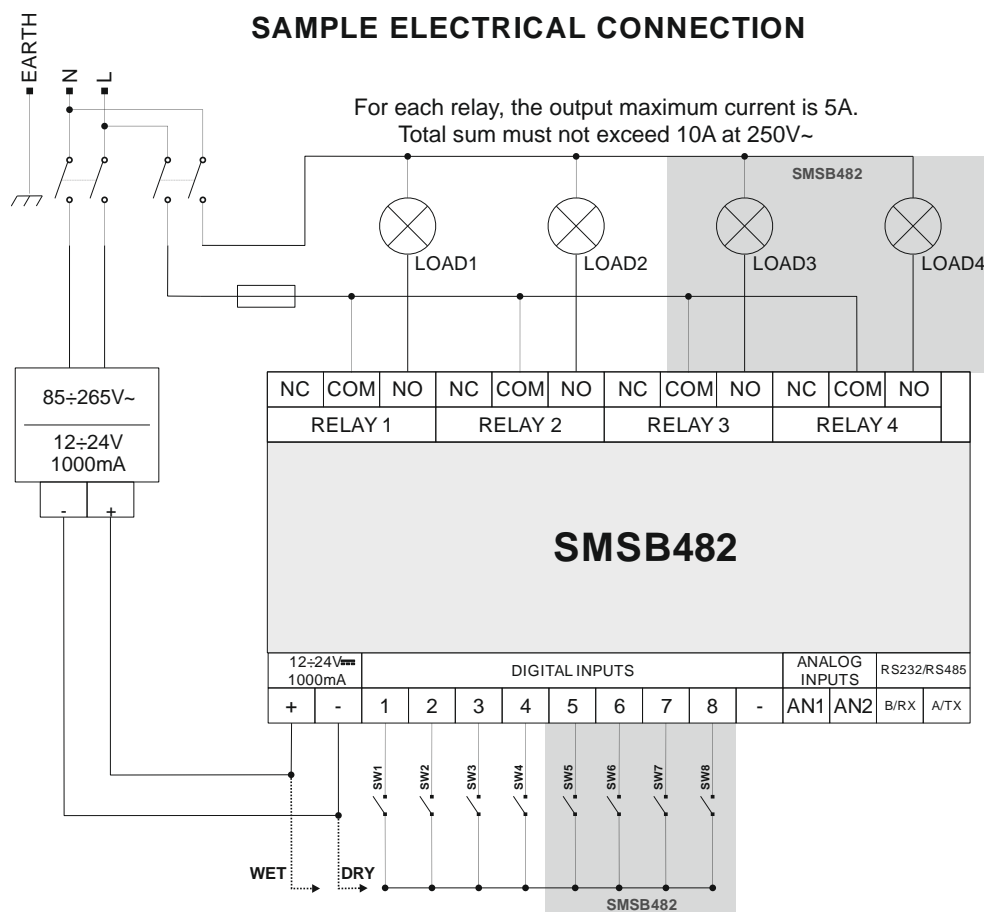 SAMPLE ELECTRICAL CONNECTION
EARTH
N
L
For each relay, the output maximum current is 5A.
Total sum must not exceed 10A at 250V~
SMSB482
LOAD1
LOAD2
LOAD3
LOAD4
85÷265V~
12÷24V
1000mA
- +
NC COM NO NC COM NO NC COM NO NC COM NO
RELAY 1 RELAY 2 RELAY 3 RELAY 4
SMSB482
12÷24V⎓
1000mA
DIGITAL INPUTS
ANALOG
INPUTS
RS232/RS485
+ - 1 2 3 4 5 6 7 8 - AN1 AN2 B/RX A/TX
SW1
SW2
SW3
SW4
SW5
SW6
SW7
SW8
WET
DRY
SMSB482